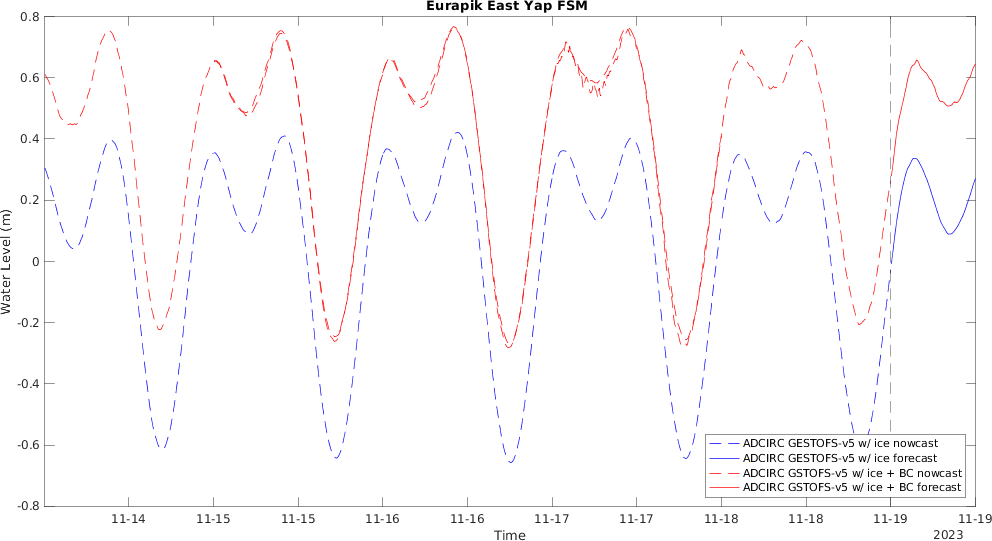 Eurapik East Yap FSM
0.8
0.6
0.4
0.2
0
-0.2
-0.4
-0.6
-0.8
Water Level (m)
ADCIRC GESTOFS-v5 w/ ice nowcast
ADCIRC GESTOFS-v5 w/ ice forecast
ADCIRC GSTOFS-v5 w/ ice + BC nowcast
ADCIRC GSTOFS-v5 w/ ice + BC forecast
11-14 11-15 11-15 11-16 11-16 11-17 11-17 11-18 11-18 11-19 11-19
Time
2023